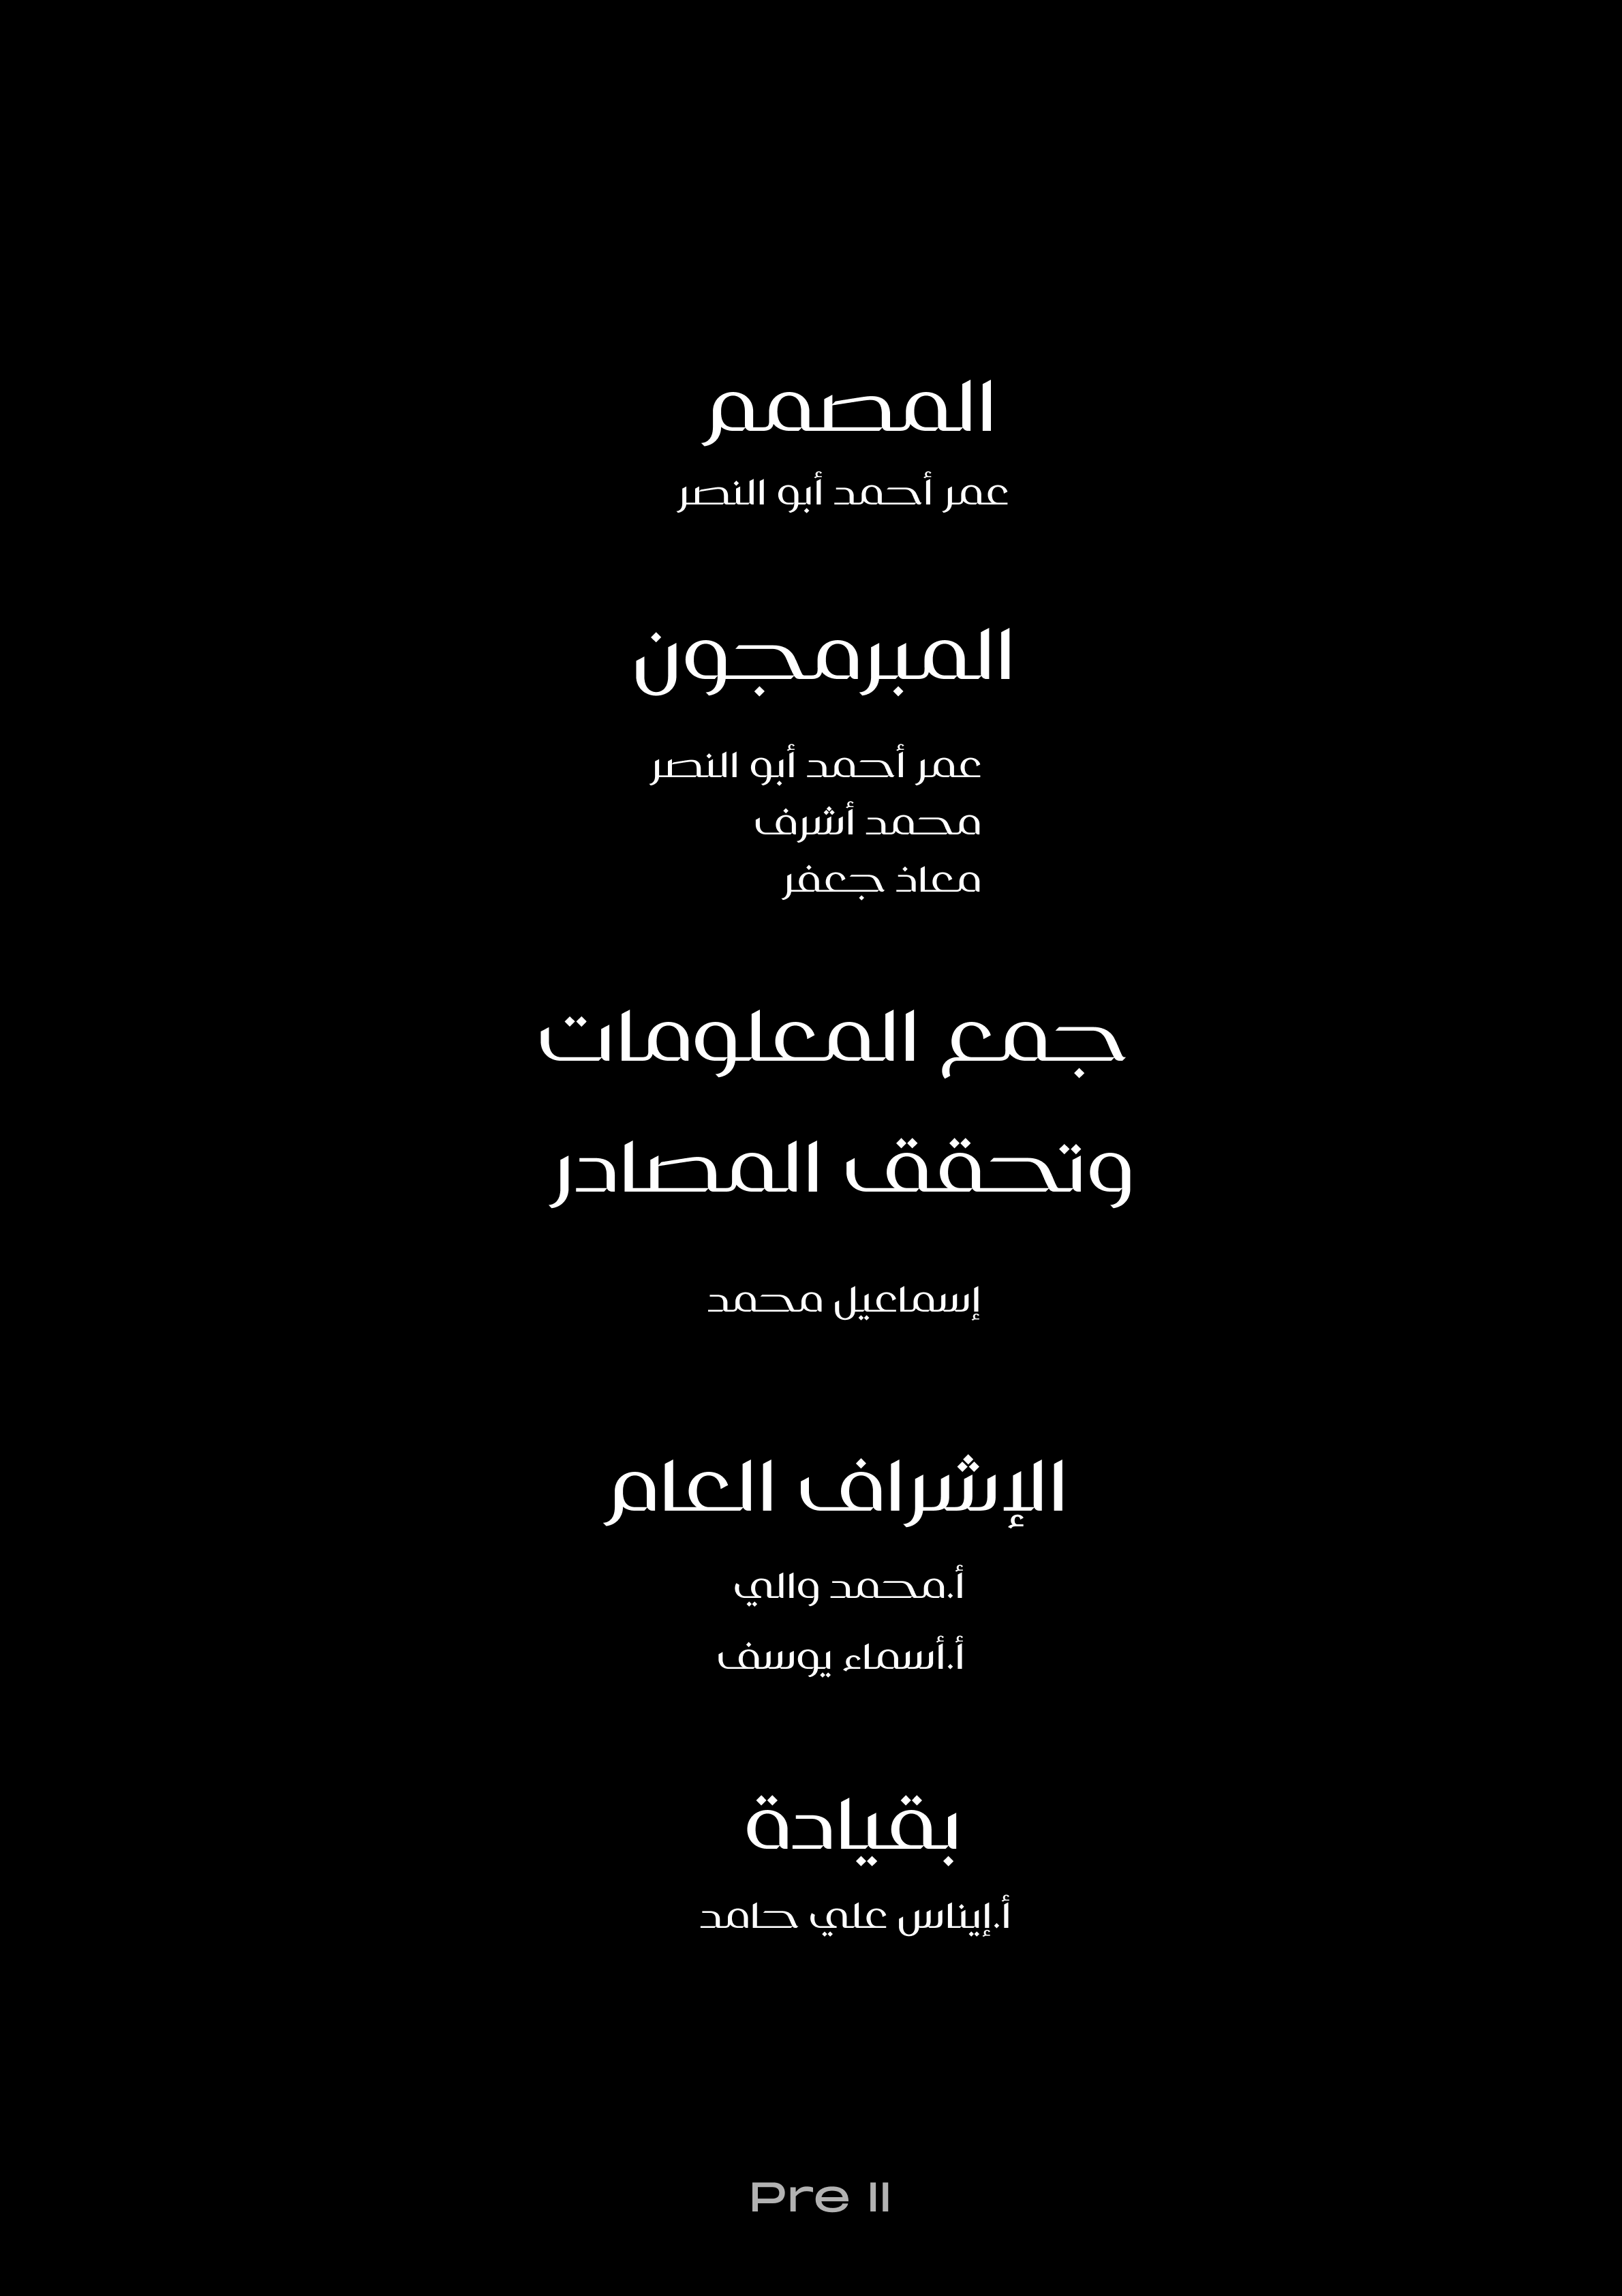 المصمم
عمر أحمد أبو النصر
المبرمجون
عمر أحمد أبو النصر
محمد أشرف
معاذ جعفر
جمع المعلومات
وتحقق المصادر
إسماعيل محمد
الإشراف العام
أ.محمد والي
أ.أسماء يوسف
بقيادة
أ.إيناس علي حامد
Pre II